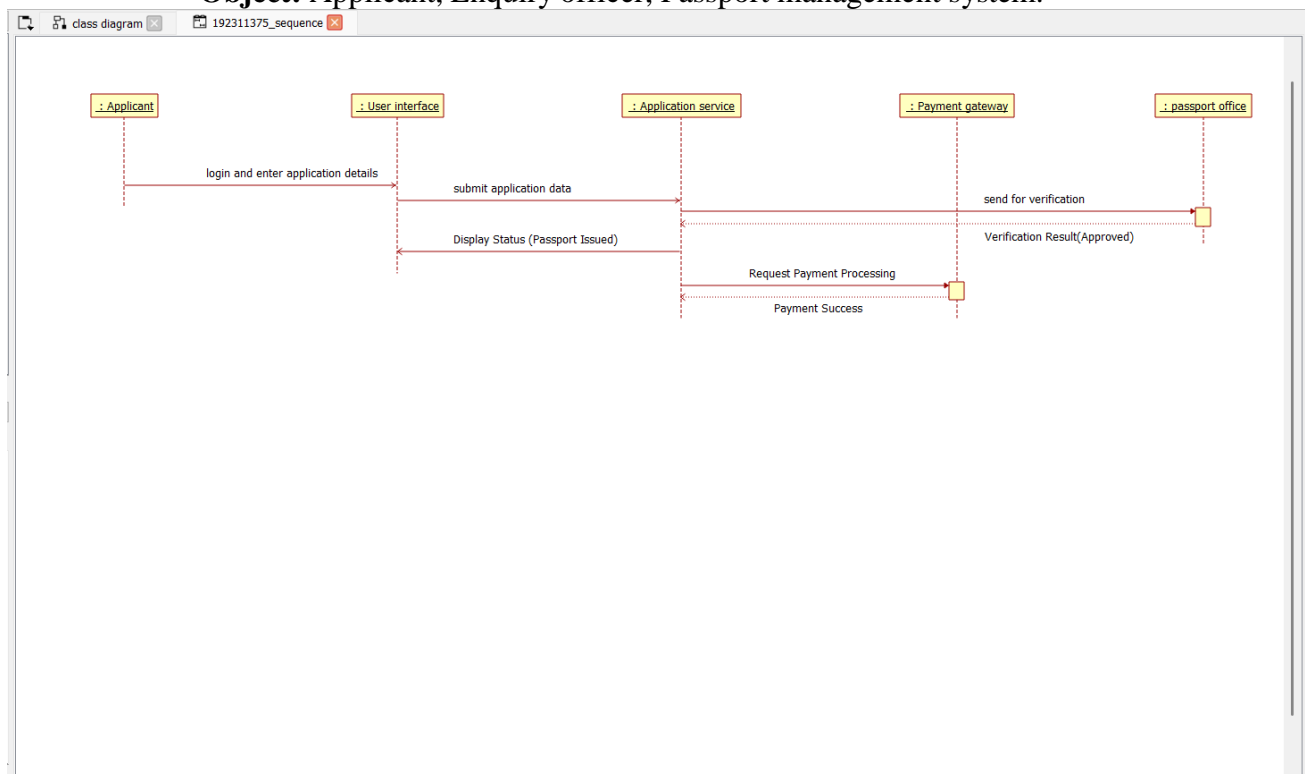 Object: Applicant, Enquiry officer, Passport management system.
class diagram 192311375_sequence
_: Applicant _: User interface _: Application service _: Payment gateway _: passport office
login and enter application details
submit application data
send for verification
Display Status (Passport Issued)
Verification Result(Approved)
Request Payment Processing
Payment Success